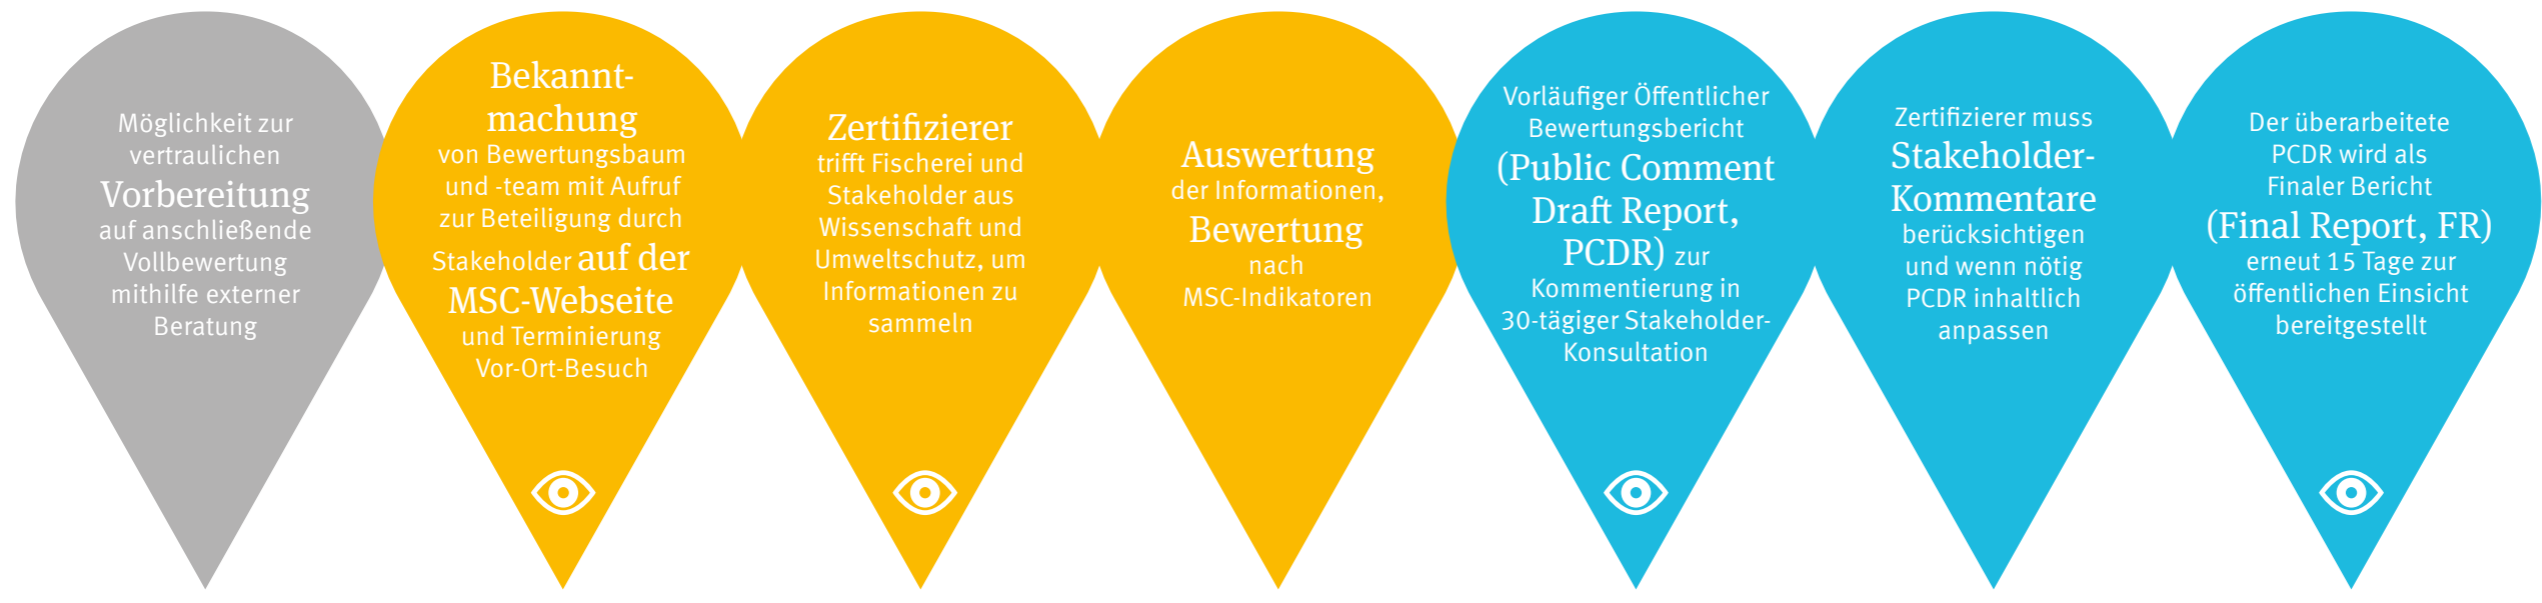 Möglichkeit zur
vertraulichen
Vorbereitung
auf anschließende
Vollbewertung
mithilfe externer
Beratung
Bekannt-
machung
von Bewertungsbaum
und -team mit Aufruf
zur Beteiligung durch
Stakeholder auf der
MSC-Webseite
und Terminierung
Vor-Ort-Besuch
Zertifizierer
trifft Fischerei und
Stakeholder aus
Wissenschaft und
Umweltschutz, um
Informationen zu
sammeln
Auswertung
der Informationen,
Bewertung
nach
MSC-Indikatoren
Vorläufiger Öffentlicher
Bewertungsbericht
(Public Comment
Draft Report,
PCDR) zur
Kommentierung in
30-tägiger Stakeholder-
Konsultation
Zertifizierer muss
Stakeholder-
Kommentare
berücksichtigen
und wenn nötig
PCDR inhaltlich
anpassen
Der überarbeitete
PCDR wird als
Finaler Bericht
(Final Report, FR)
erneut 15 Tage zur
öffentlichen Einsicht
bereitgestellt